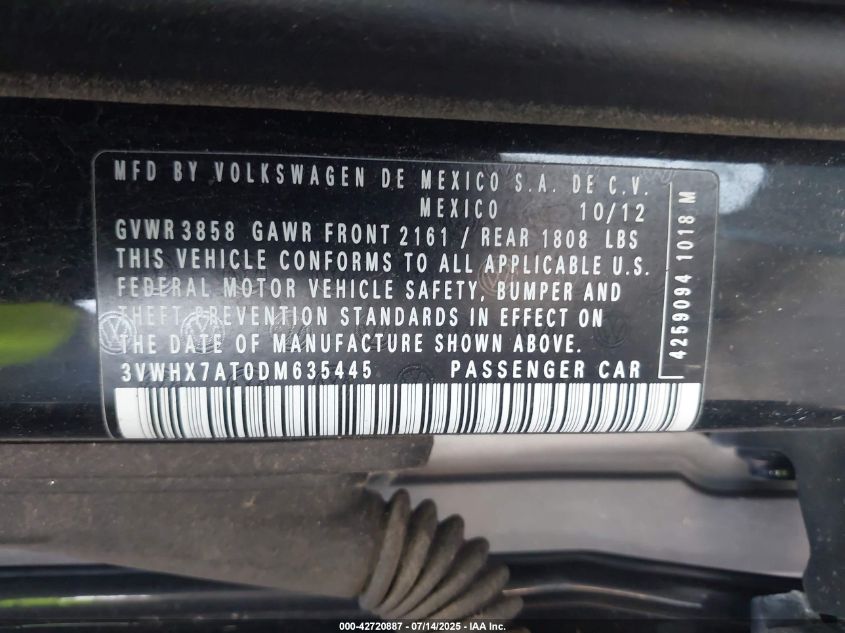 MFD BY VOLKSWAGEN DE MEXICO S.A. DE C.V.
MEXICO 10/12
GVWR 3858 GAWR FRONT 2161 / REAR 1808 LBS
THIS VEHICLE CONFORMS TO ALL APPLICABLE U.S.
FEDERAL MOTOR VEHICLE SAFETY, BUMPER AND
THEFT PREVENTION STANDARDS IN EFFECT ON
THE DATE OF MANUFACTURE SHOWN ABOVE.
3VWHX7AT0DM635445 PASSENGER CAR
4259094 1018 M
000-42720887 - 07/14/2025 - IAA Inc.